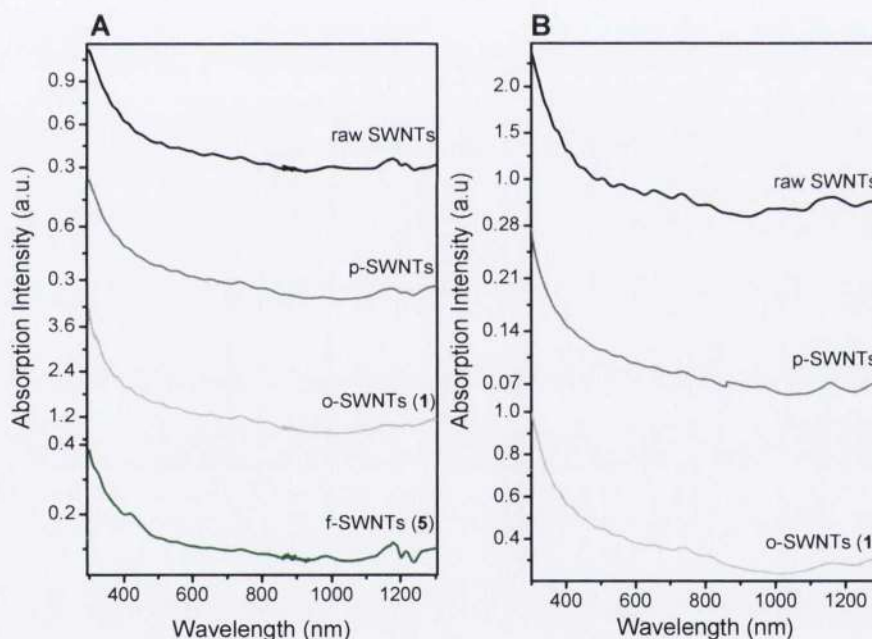 A
0.9
0.6
0.3
0.6
0.3
3.6
2.4
1.2
0.4
0.2
raw SWNTs
p-SWNTs
o-SWNTs (1)
f-SWNTs (5)
400 600 800 1000 1200
Wavelength (nm)
Absorption Intensity (a.u.)
B
2.0
1.5
1.0
0.28
0.21
0.14
0.07
1.0
0.8
0.6
0.4
raw SWNTs
p-SWNTs
o-SWNTs (1
400 600 800 1000 1200
Wavelength (nm)
Absorption Intensity (a.u)